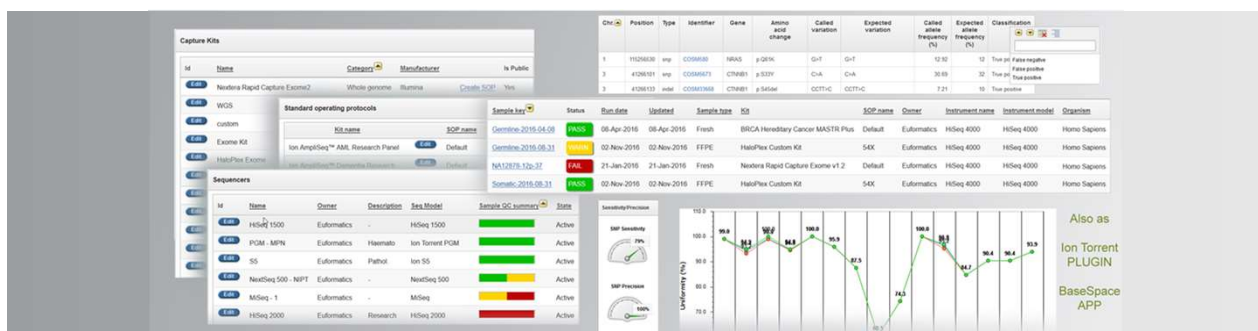 Capture Kits
Id Name Category Manufacturer Is Public
Edit Nextera Rapid Capture Exome2 Whole genome Illumina Create SOP Yes
Edit WGS
Edit custom
Edit Exome Kit
Edit HaloPlex Exome
Standard operating protocols
Kit name SOP name
Ion AmpliSeq™ AML Research Panel Edit Default
Sequencers
Id Name Owner Description Seq Model Sample QC summary State
Edit HiSeq 1500 Euformatics - HiSeq 1500 Active
Edit PGM - MPN Euformatics Haemato Ion Torrent PGM Active
Edit S5 Euformatics Pathol Ion S5 Active
Edit NextSeq 500 - NIPT Euformatics - NextSeq 500 Active
Edit MiSeq - 1 Euformatics - MiSeq Active
Edit HiSeq 2000 Euformatics Research HiSeq 2000 Active
Chr. Position Type Identifier Gene Amino acid change Called variation Expected variation Called allele frequency (%) Expected allele frequency (%) Classification
1 snp COSM580 NRAS p.Q61K G>T G>T 12.92 12
3 41266101 snp COSM5671 CTNNB1 p.S33Y C>A C>A 30.69 32
3 41266133 indel COSM33668 CTNNB1 p.S45del CCTT>C CCTT>C 7.21 10 True positive
False negative
False positive
True positive
Sample key Status Run date Updated Sample type Kit SOP name Owner Instrument name Instrument model Organism
Germline-2016-04-08 PASS 08-Apr-2016 08-Apr-2016 Fresh BRCA Hereditary Cancer MASTR Plus Default Euformatics HiSeq 4000 HiSeq 4000 Homo Sapiens
Germline-2016-08-31 WARN 02-Nov-2016 02-Nov-2016 FFPE HaloPlex Custom Kit 54X Euformatics HiSeq 4000 HiSeq 4000 Homo Sapiens
NA12878-12p-37 FAIL 21-Jan-2016 21-Jan-2016 Fresh Nextera Rapid Capture Exome v1.2 Default Euformatics HiSeq 4000 HiSeq 4000 Homo Sapiens
Somatic-2016-08-31 PASS 02-Nov-2016 02-Nov-2016 FFPE HaloPlex Custom Kit 54X Euformatics HiSeq 4000 HiSeq 4000 Homo Sapiens
Sensitivity/Precision
SNP Sensitivity
79%
SNP Precision
100%
Uniformity (%)
110.0
100.0
90.0
80.0
70.0
99.0
100.0
95.9
87.5
74.3
100.0
84.7
90.4
90.4
93.9
Also as
Ion Torrent
PLUGIN
BaseSpace
APP